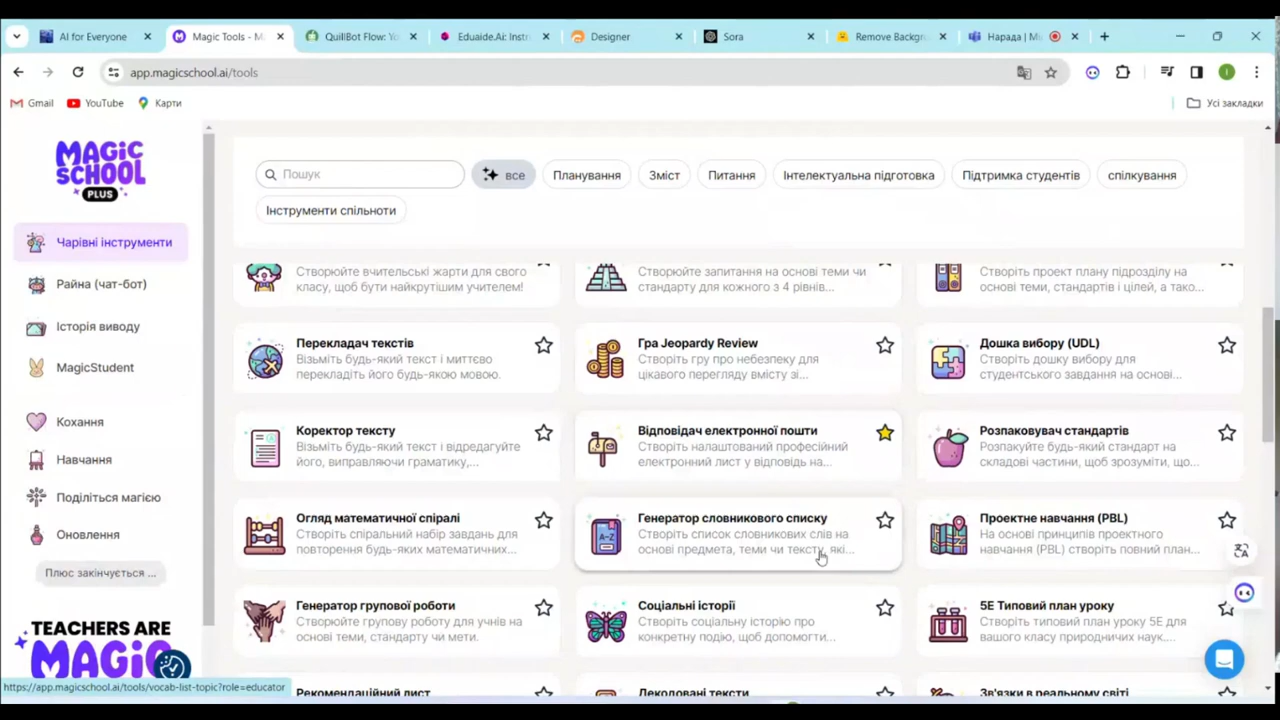 AI for Everyone
Magic Tools - M
QuillBot Flow: Yo
Eduaide.Ai: Instr
Designer
Sora
Remove Backgr
Нарада | Mi
app.magicschool.ai/tools
I
Gmail
YouTube
Карти
Усі закладки
MAGIC
SCHOOL
PLUS
Чарівні інструменти
Райна (чат-бот)
Історія виводу
MagicStudent
Кохання
Навчання
Поділіться магією
Оновлення
Плюс закінчується ...
TEACHERS ARE
MAGIC
Пошук
все
Планування
Зміст
Питання
Інтелектуальна підготовка
Підтримка студентів
спілкування
Інструменти спільноти
Створюйте вчительські жарти для свого
класу, щоб бути найкрутішим учителем!
Створюйте запитання на основі теми чи
стандарту для кожного з 4 рівнів...
Створіть проект плану підрозділу на
основі теми, стандартів і цілей, а тако...
Перекладач текстів
Візьміть будь-який текст і миттєво
перекладіть його будь-якою мовою.
Гра Jeopardy Review
Створіть гру про небезпеку для
цікавого перегляду вмісту зі...
Дошка вибору (UDL)
Створіть дошку вибору для
студентського завдання на основі...
Коректор тексту
Візьміть будь-який текст і відредагуйте
його, виправляючи граматику,...
Відповідач електронної пошти
Створіть налаштований професійний
електронний лист у відповідь на...
Розпаковувач стандартів
Розпакуйте будь-який стандарт на
складові частини, щоб зрозуміти, що...
Огляд математичної спіралі
Створіть спіральний набір завдань для
повторення будь-яких математичних...
Генератор словникового списку
Створіть список словникових слів на
основі предмета, теми чи тексту, які...
A-Z
Проектне навчання (PBL)
На основі принципів проектного
навчання (PBL) створіть повний план...
Генератор групової роботи
Створіть групову роботу для учнів на
основі теми, стандарту чи мети.
Соціальні історії
Створіть соціальну історію про
конкретну подію, щоб допомогти...
5E Типовий план уроку
Створіть типовий план уроку 5E для
вашого класу природничих наук....
Рекомендаційний лист
Декодовані тексти
Зв'язки в реальному світі
https://app.magicschool.ai/tools/vocab-list-topic?role=educator